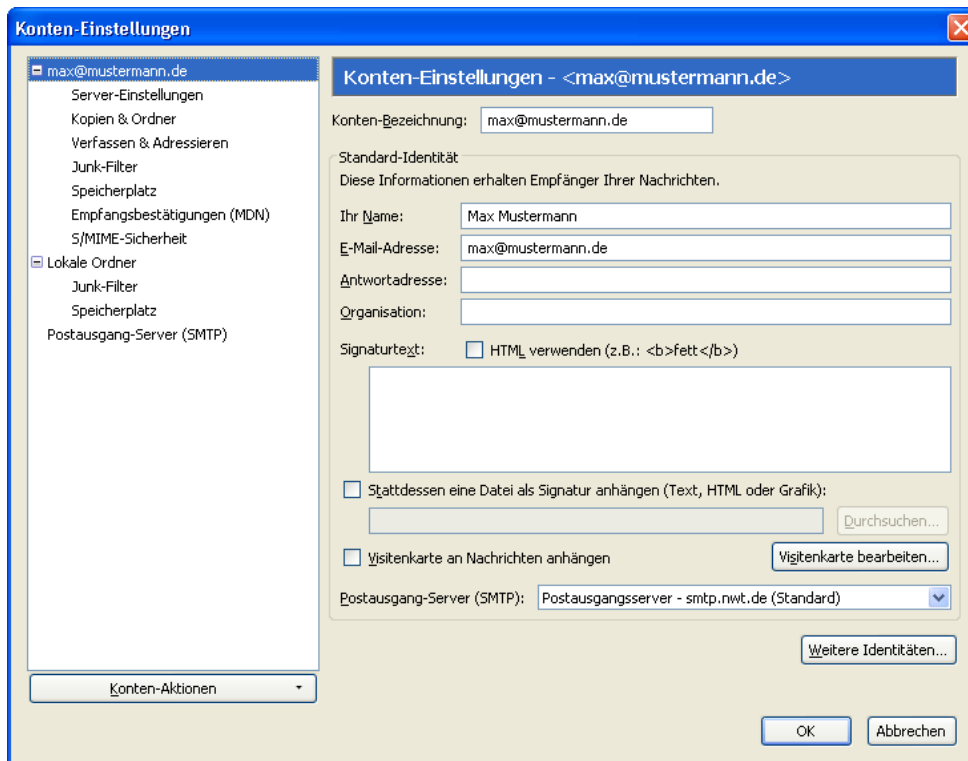 Konten-Einstellungen
max@mustermann.de
Server-Einstellungen
Kopien & Ordner
Verfassen & Adressieren
Junk-Filter
Speicherplatz
Empfangsbestätigungen (MDN)
S/MIME-Sicherheit
Lokale Ordner
Junk-Filter
Speicherplatz
Postausgang-Server (SMTP)
Konten-Aktionen
Konten-Einstellungen - <max@mustermann.de>
Konten-Bezeichnung: max@mustermann.de
Standard-Identität
Diese Informationen erhalten Empfänger Ihrer Nachrichten.
Ihr Name: Max Mustermann
E-Mail-Adresse: max@mustermann.de
Antwortadresse:
Organisation:
Signaturtext: HTML verwenden (z.B.: <b>fett</b>)
Stattdessen eine Datei als Signatur anhängen (Text, HTML oder Grafik):
Durchsuchen...
Visitenkarte an Nachrichten anhängen Visitenkarte bearbeiten...
Postausgang-Server (SMTP): Postausgangsserver - smtp.nwt.de (Standard)
Weitere Identitäten...
OK Abbrechen